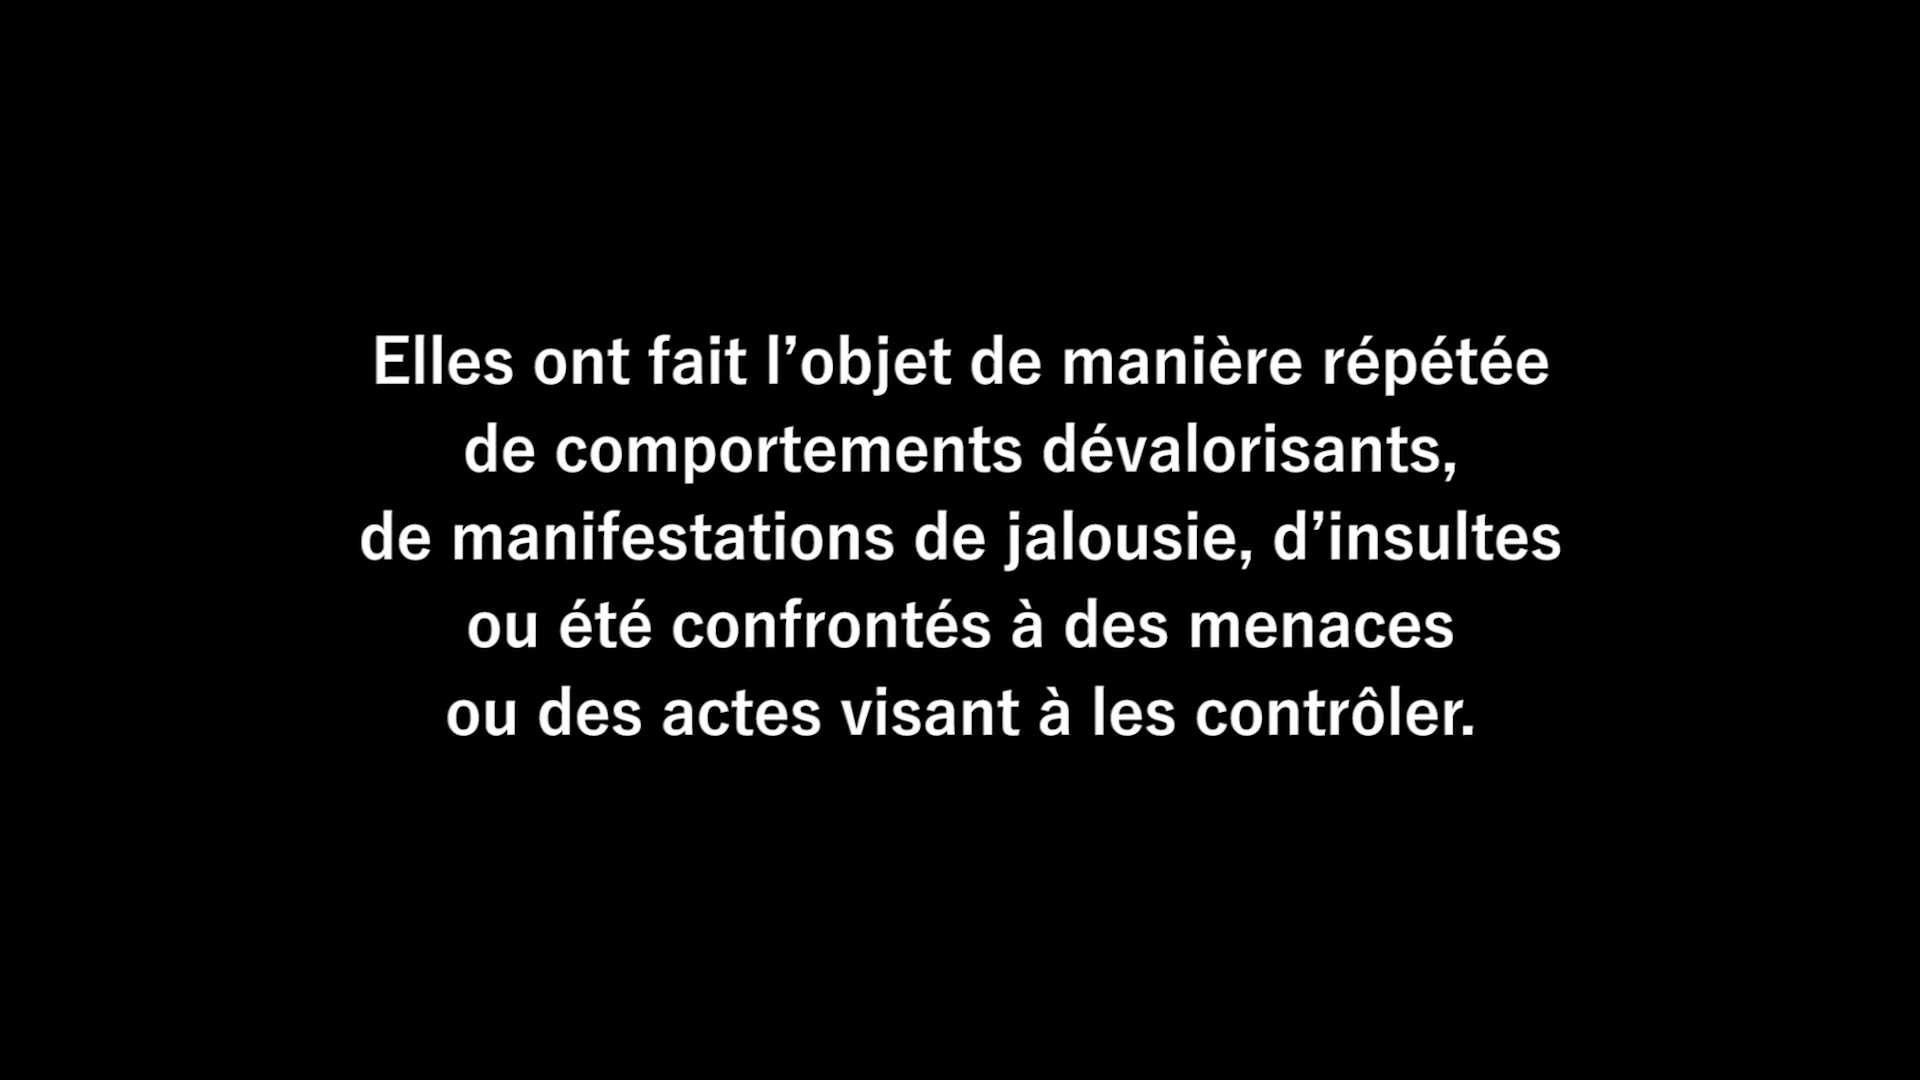 Elles ont fait l’objet de manière répétée
de comportements dévalorisants,
de manifestations de jalousie, d’insultes
ou été confrontés à des menaces
ou des actes visant à les contrôler.